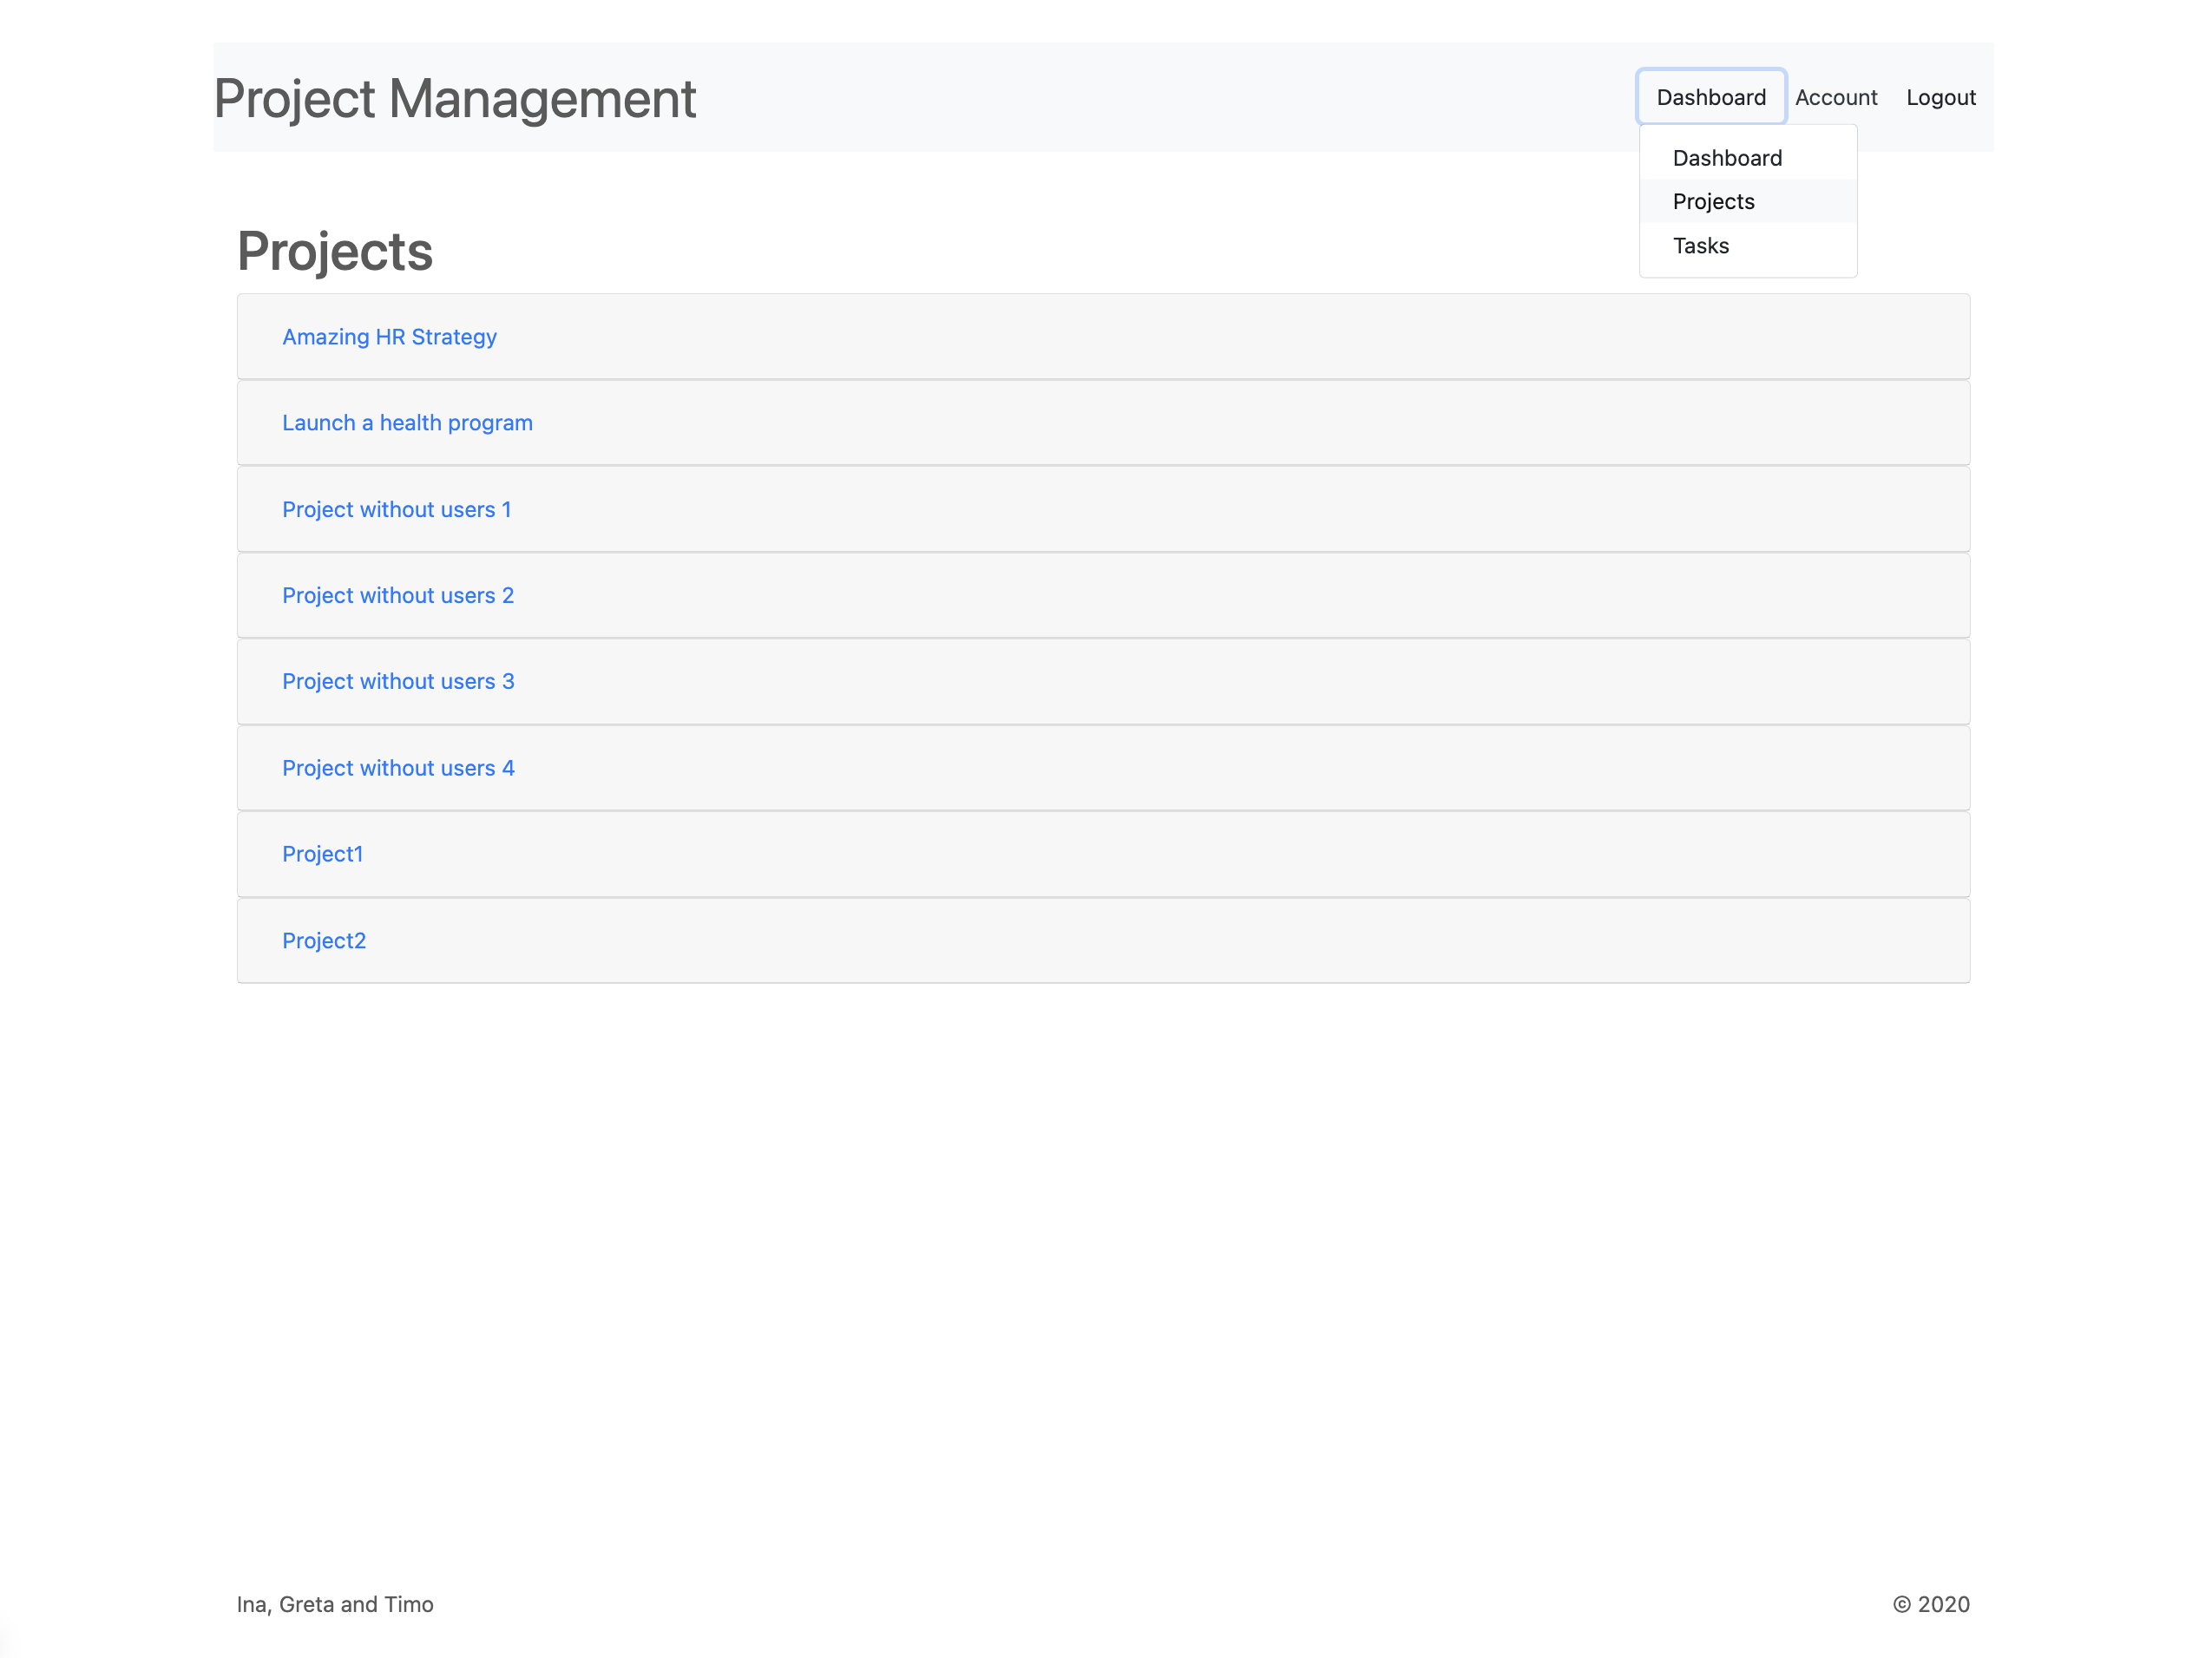 Project Management
Dashboard Account Logout
Dashboard
Projects
Tasks
Projects
Amazing HR Strategy
Launch a health program
Project without users 1
Project without users 2
Project without users 3
Project without users 4
Project1
Project2
Ina, Greta and Timo
© 2020